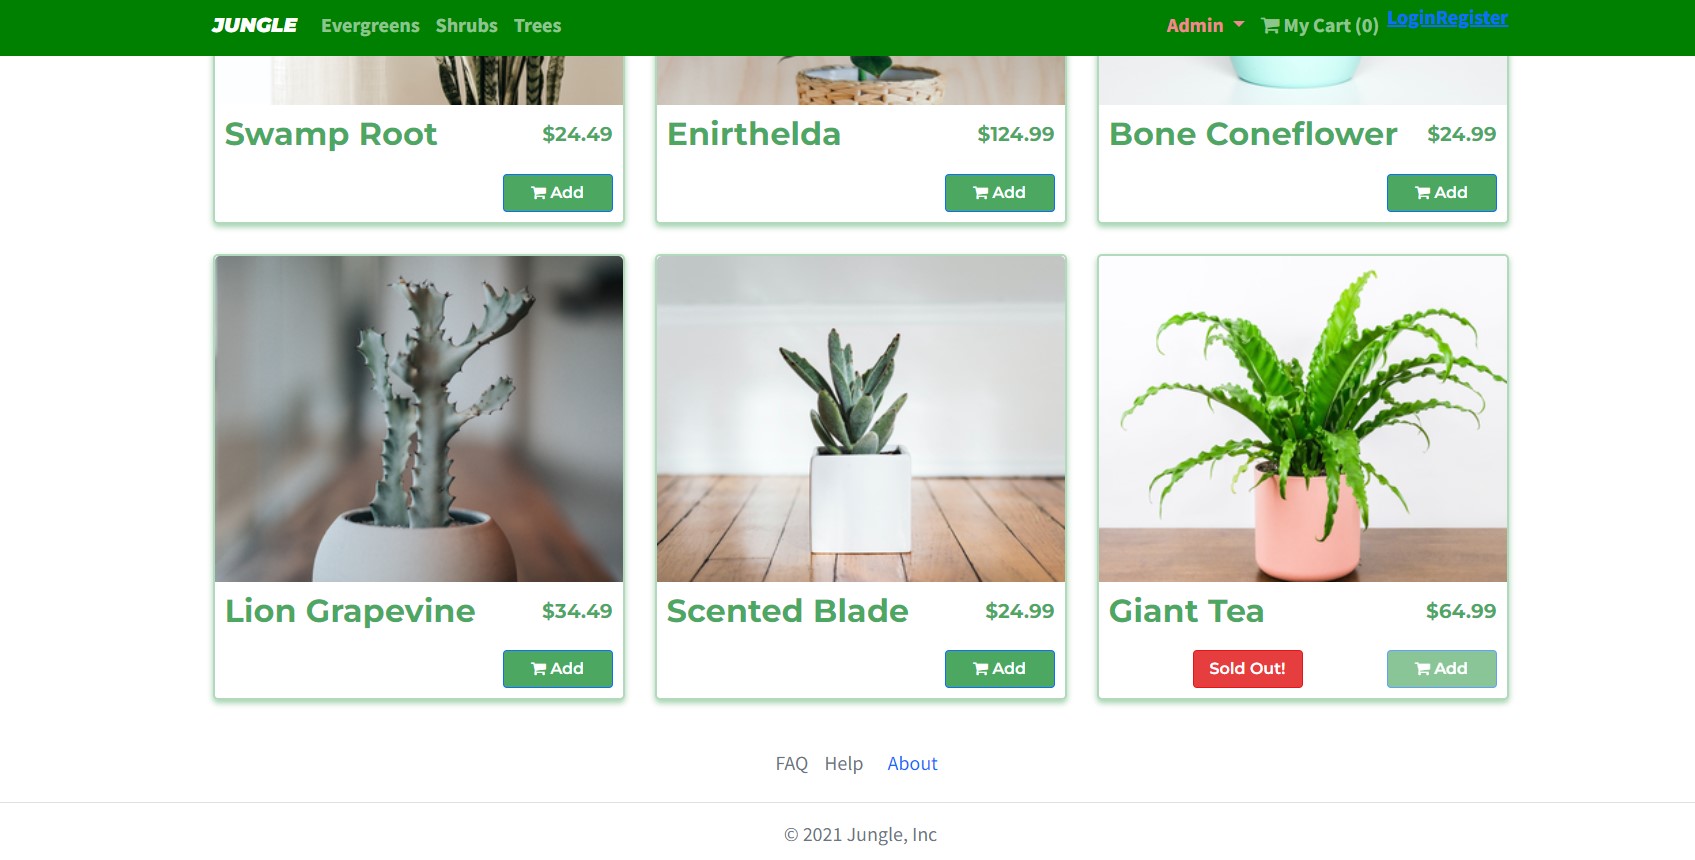 JUNGLE Evergreens Shrubs Trees Admin My Cart (0) LoginRegister
Swamp Root $24.49
Add
Enirthelda $124.99
Add
Bone Coneflower $24.99
Add
Lion Grapevine $34.49
Add
Scented Blade $24.99
Add
Giant Tea $64.99
Sold Out! Add
FAQ Help About
© 2021 Jungle, Inc